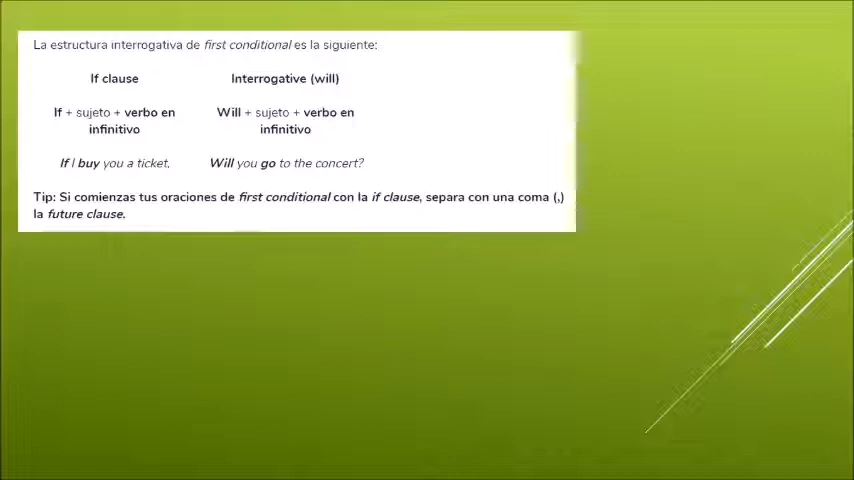 La estructura interrogativa de first conditional es la siguiente:
If clause
Interrogative (will)
If + sujeto + verbo en
infinitivo
Will + sujeto + verbo en
infinitivo
If I buy you a ticket,
Will you go to the concert?
Tip: Si comienzas tus oraciones de first conditional con la if clause, separa con una coma (,)
la future clause.